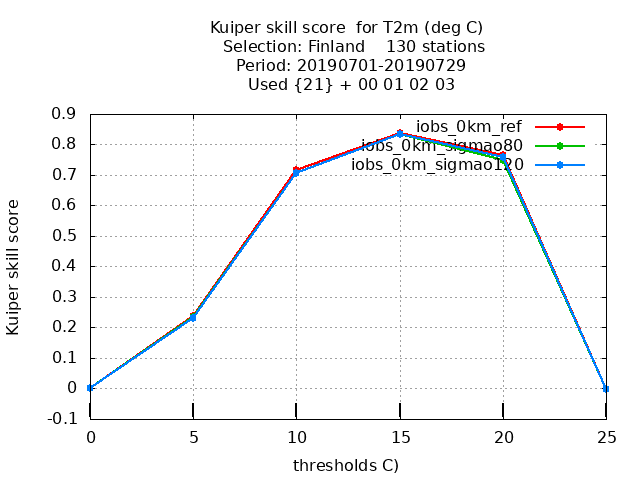 Kuiper skill score for T2m (deg C)
Selection: Finland 130 stations
Period: 20190701-20190729
Used {21} + 00 01 02 03
iobs_0km_ref
iobs_0km_sigmao80
iobs_0km_sigmao120
0.9
0.8
0.7
0.6
0.5
0.4
0.3
0.2
0.1
0
-0.1
Kuiper skill score
0 5 10 15 20 25
thresholds C)